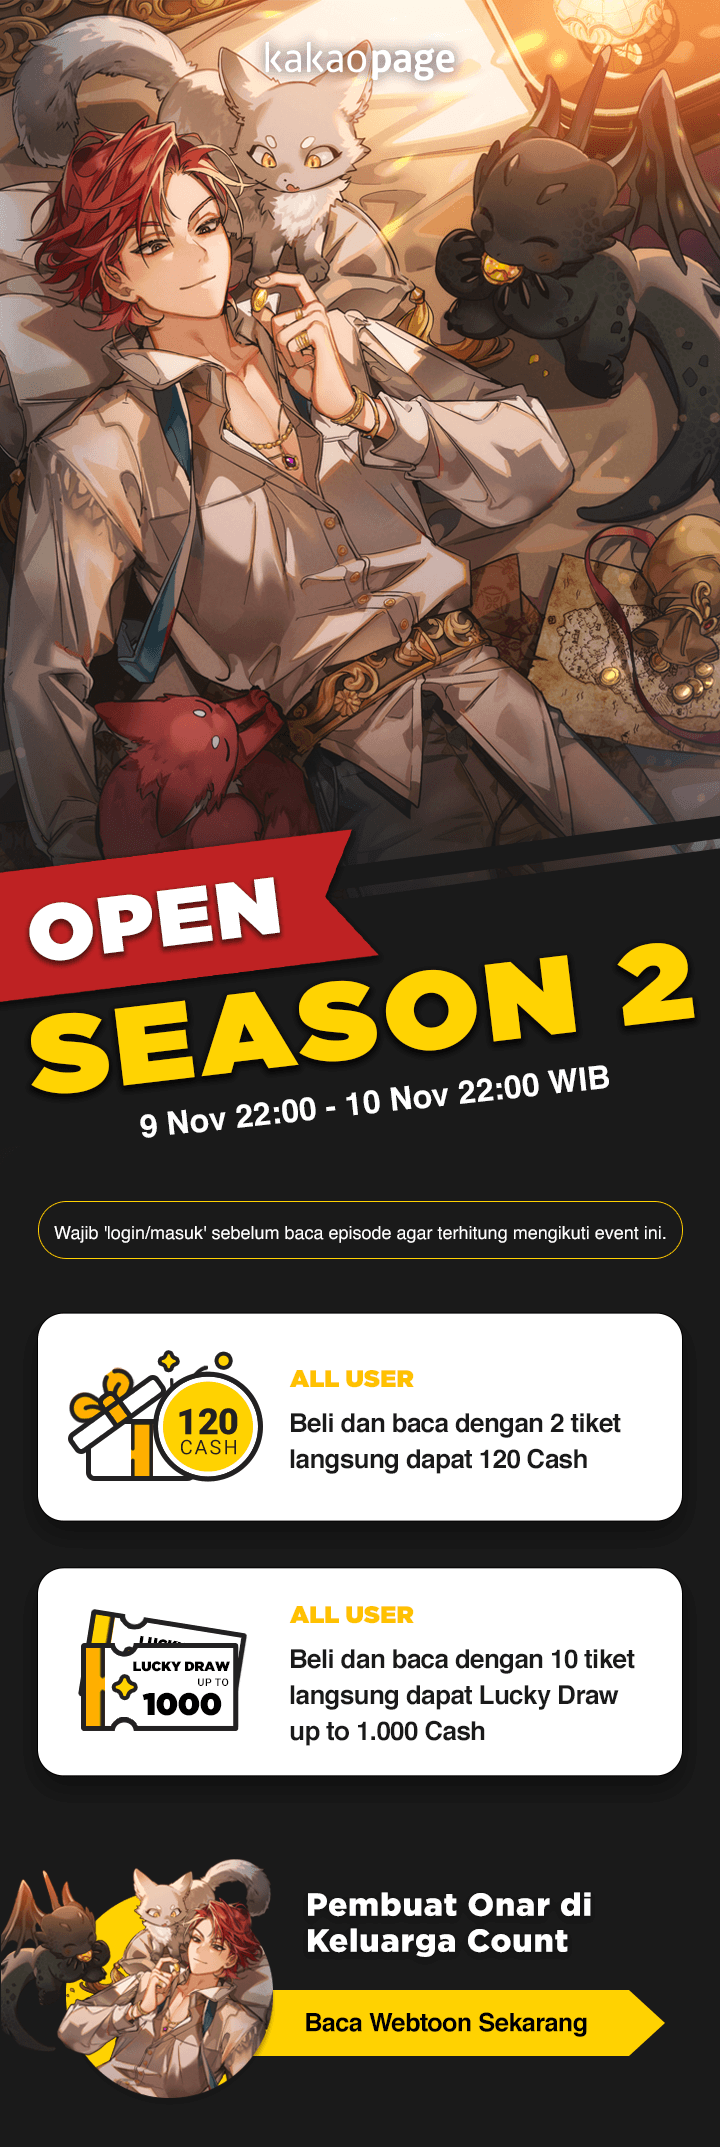 kakaopage
OPEN
SEASON 2
9 Nov 22:00 - 10 Nov 22:00 WIB
Wajib 'login/masuk' sebelum baca episode agar terhitung mengikuti event ini.
120
CASH
ALL USER
Beli dan baca dengan 2 tiket
langsung dapat 120 Cash
LUCKY DRAW
UP TO
1000
ALL USER
Beli dan baca dengan 10 tiket
langsung dapat Lucky Draw
up to 1.000 Cash
Pembuat Onar di
Keluarga Count
Baca Webtoon Sekarang